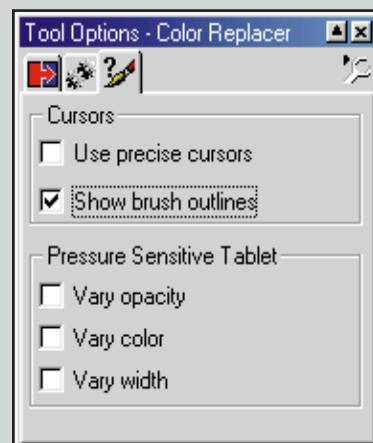 Tool Options - Color Replacer
Cursors
Use precise cursors
Show brush outlines
Pressure Sensitive Tablet
Vary opacity
Vary color
Vary width